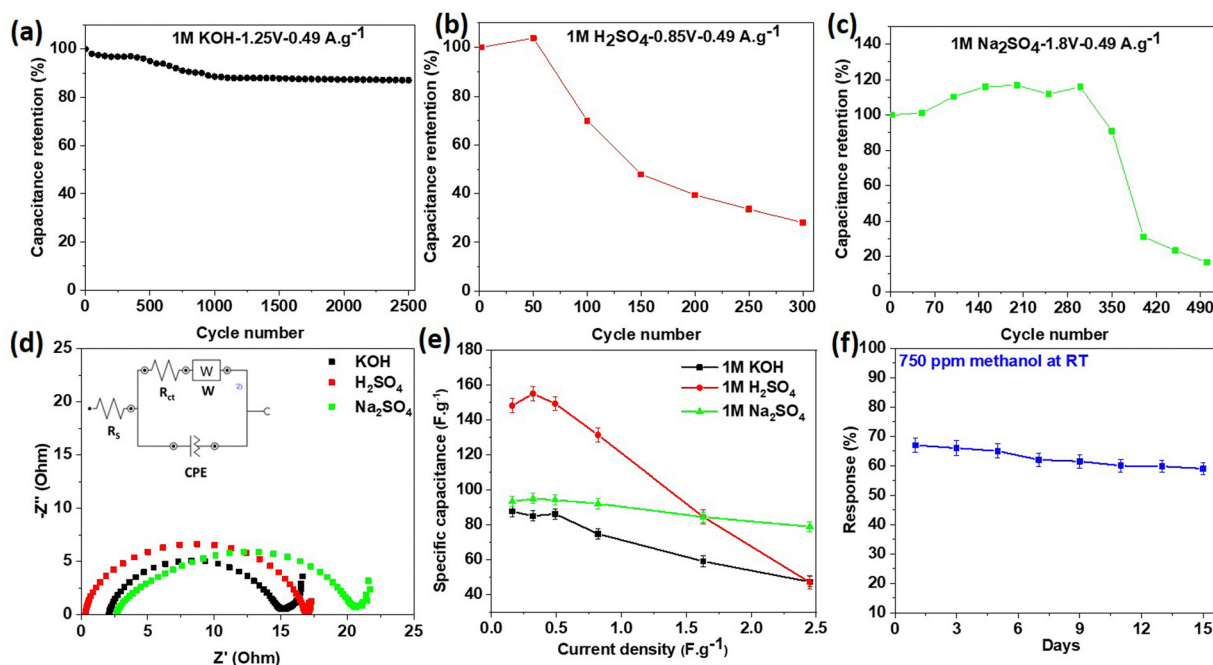 (a)
1M KOH-1.25V-0.49 A.g⁻¹
Capacitance retention (%)
100
80
60
40
20
0
0 500 1000 1500 2000 2500
Cycle number
(b)
1M H₂SO₄-0.85V-0.49 A.g⁻¹
Capacitance retention (%)
100
80
60
40
20
0
0 50 100 150 200 250 300
Cycle number
(c)
1M Na₂SO₄-1.8V-0.49 A.g⁻¹
Capacitance retention (%)
140
120
100
80
60
40
20
0
0 70 140 210 280 350 420 490
Cycle number
(d)
-Z'' (Ohm)
25
20
15
10
5
0
0 5 10 15 20 25
Z' (Ohm)
KOH
H₂SO₄
Na₂SO₄
W
R_ct
W
R_S
CPE
(e)
Specific capacitance (F.g⁻¹)
200
180
160
140
120
100
80
60
40
0.0 0.5 1.0 1.5 2.0 2.5
Current density (F.g⁻¹)
1M KOH
1M H₂SO₄
1M Na₂SO₄
(f)
750 ppm methanol at RT
Response (%)
100
90
80
70
60
50
40
30
20
10
0 3 6 9 12 15
Days